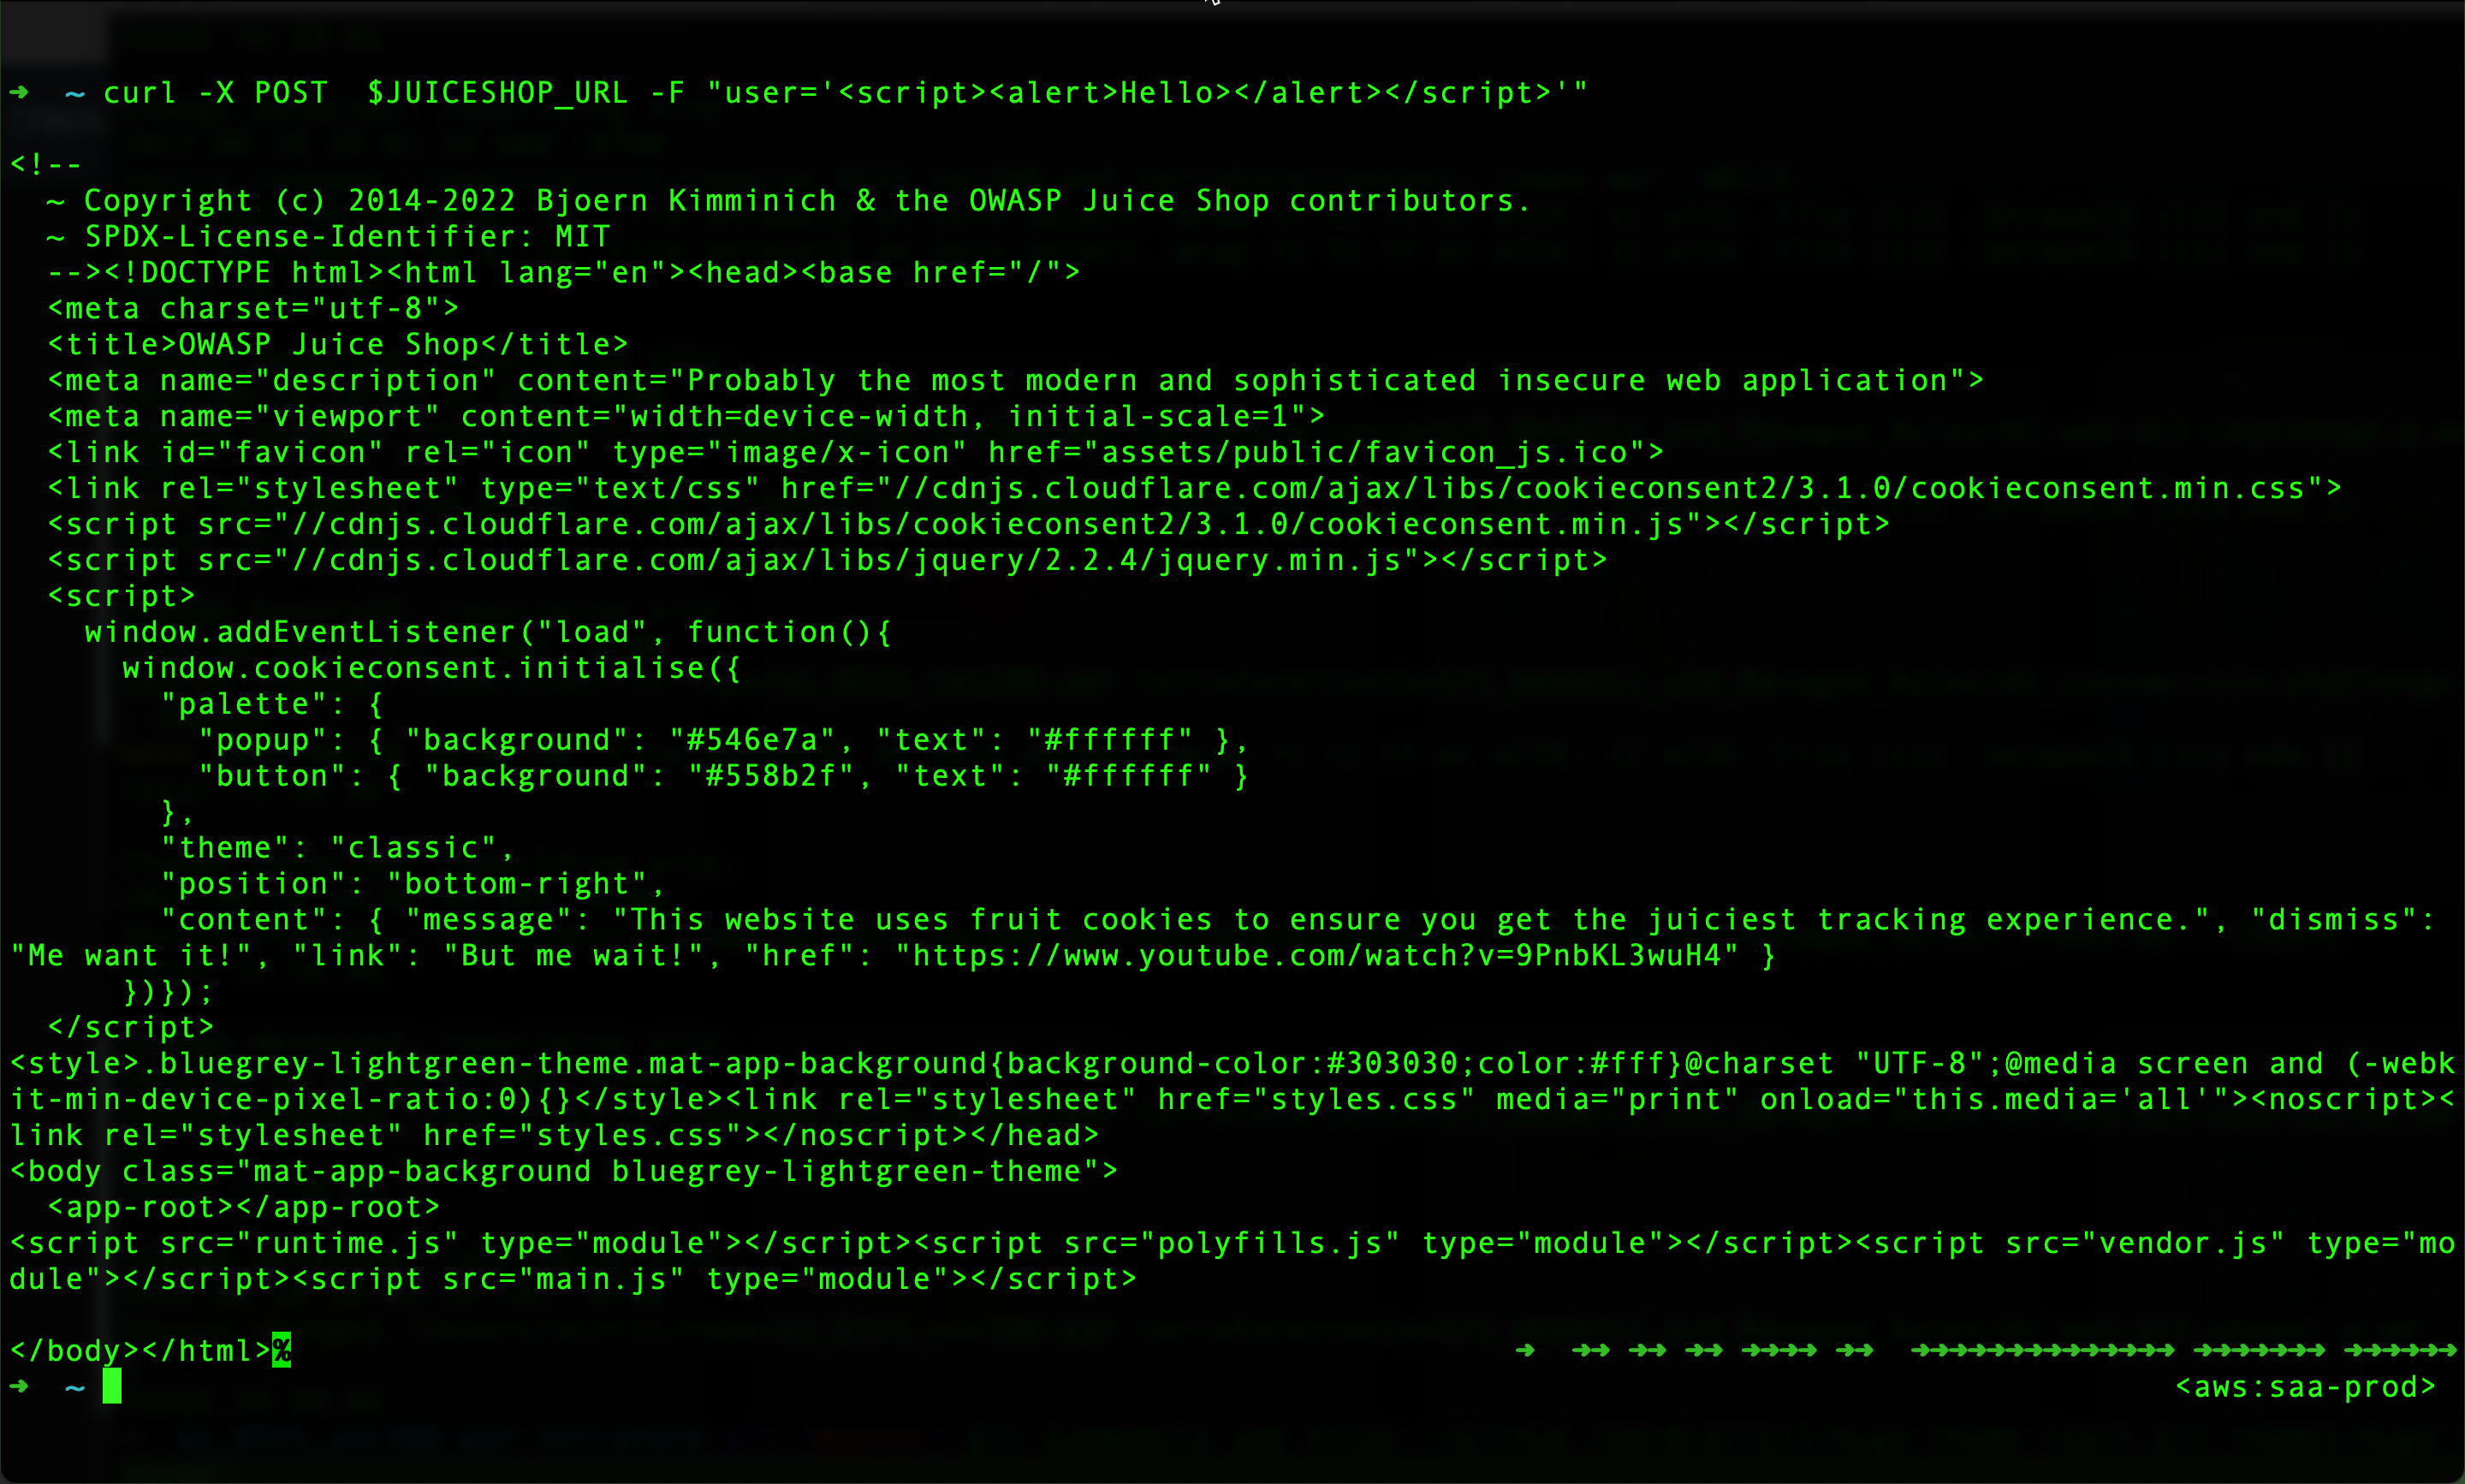 ➜  ~ curl -X POST  $JUICESHOP_URL -F "user='<script><alert>Hello></alert></script>'"
<!--
  ~ Copyright (c) 2014-2022 Bjoern Kimminich & the OWASP Juice Shop contributors.
  ~ SPDX-License-Identifier: MIT
  --><!DOCTYPE html><html lang="en"><head><base href="/">
  <meta charset="utf-8">
  <title>OWASP Juice Shop</title>
  <meta name="description" content="Probably the most modern and sophisticated insecure web application">
  <meta name="viewport" content="width=device-width, initial-scale=1">
  <link id="favicon" rel="icon" type="image/x-icon" href="assets/public/favicon_js.ico">
  <link rel="stylesheet" type="text/css" href="//cdnjs.cloudflare.com/ajax/libs/cookieconsent2/3.1.0/cookieconsent.min.css">
  <script src="//cdnjs.cloudflare.com/ajax/libs/cookieconsent2/3.1.0/cookieconsent.min.js"></script>
  <script src="//cdnjs.cloudflare.com/ajax/libs/jquery/2.2.4/jquery.min.js"></script>
  <script>
    window.addEventListener("load", function(){
      window.cookieconsent.initialise({
        "palette": {
          "popup": { "background": "#546e7a", "text": "#ffffff" },
          "button": { "background": "#558b2f", "text": "#ffffff" }
        },
        "theme": "classic",
        "position": "bottom-right",
        "content": { "message": "This website uses fruit cookies to ensure you get the juiciest tracking experience.", "dismiss":
"Me want it!", "link": "But me wait!", "href": "https://www.youtube.com/watch?v=9PnbKL3wuH4" }
      })});
  </script>
<style>.bluegrey-lightgreen-theme.mat-app-background{background-color:#303030;color:#fff}@charset "UTF-8";@media screen and (-webk
it-min-device-pixel-ratio:0){}</style><link rel="stylesheet" href="styles.css" media="print" onload="this.media='all'"><noscript><
link rel="stylesheet" href="styles.css"></noscript></head>
<body class="mat-app-background bluegrey-lightgreen-theme">
  <app-root></app-root>
<script src="runtime.js" type="module"></script><script src="polyfills.js" type="module"></script><script src="vendor.js" type="mo
dule"></script><script src="main.js" type="module"></script>
</body></html>% ➜  ➜➜ ➜➜ ➜➜ ➜➜➜➜ ➜➜  ➜➜➜➜➜➜➜➜➜➜➜➜➜➜ ➜➜➜➜➜➜➜ ➜➜➜➜➜➜
➜  ~ <aws:saa-prod>